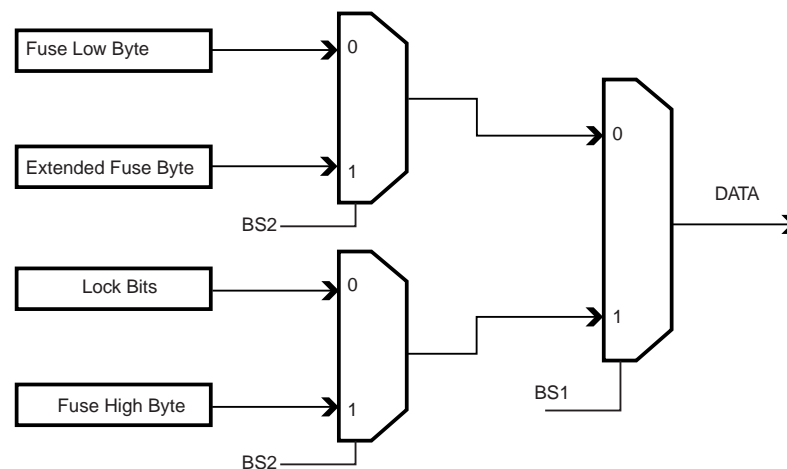 Fuse Low Byte
0
Extended Fuse Byte
1
BS2
0
DATA
Lock Bits
0
1
Fuse High Byte
1
BS1
BS2